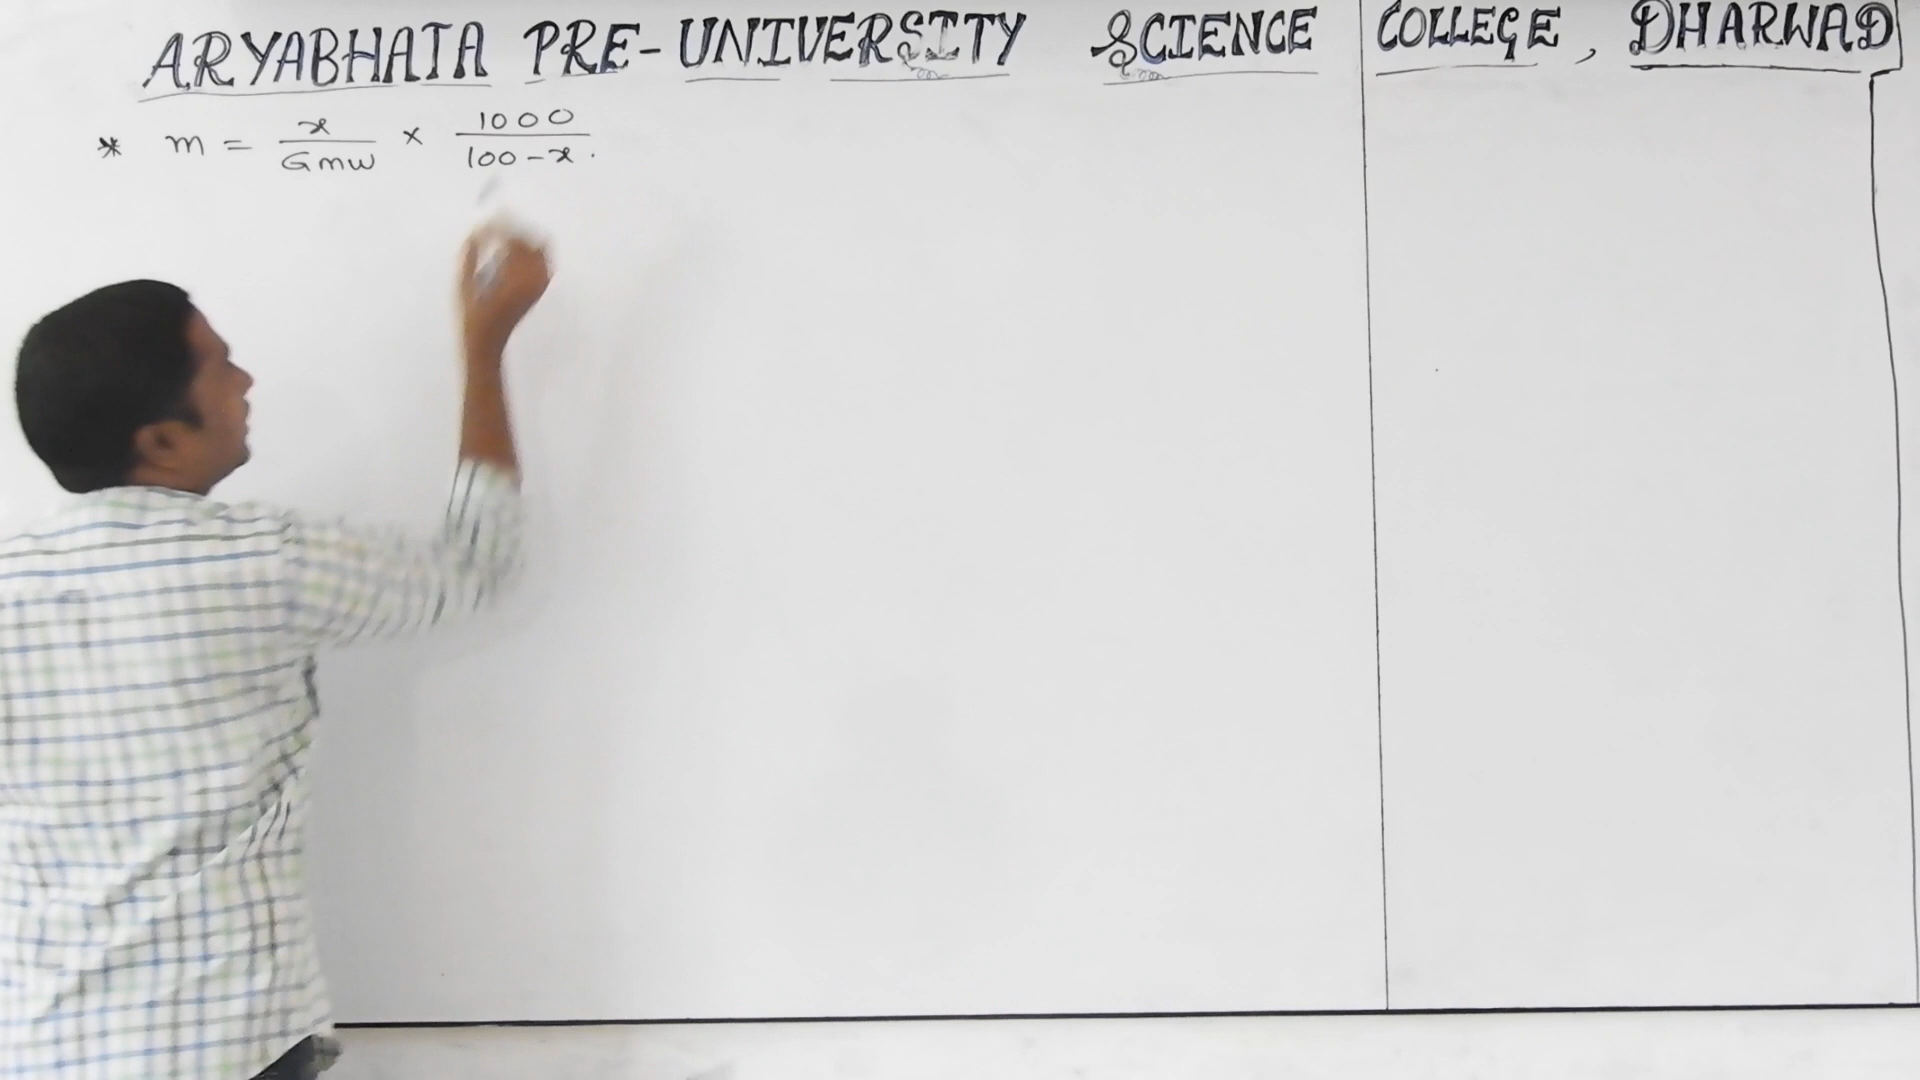 ARYABHATA PRE-UNIVERSITY SCIENCE COLLEGE, DHARWAD
* m = x/GMW × 1000/100-x.